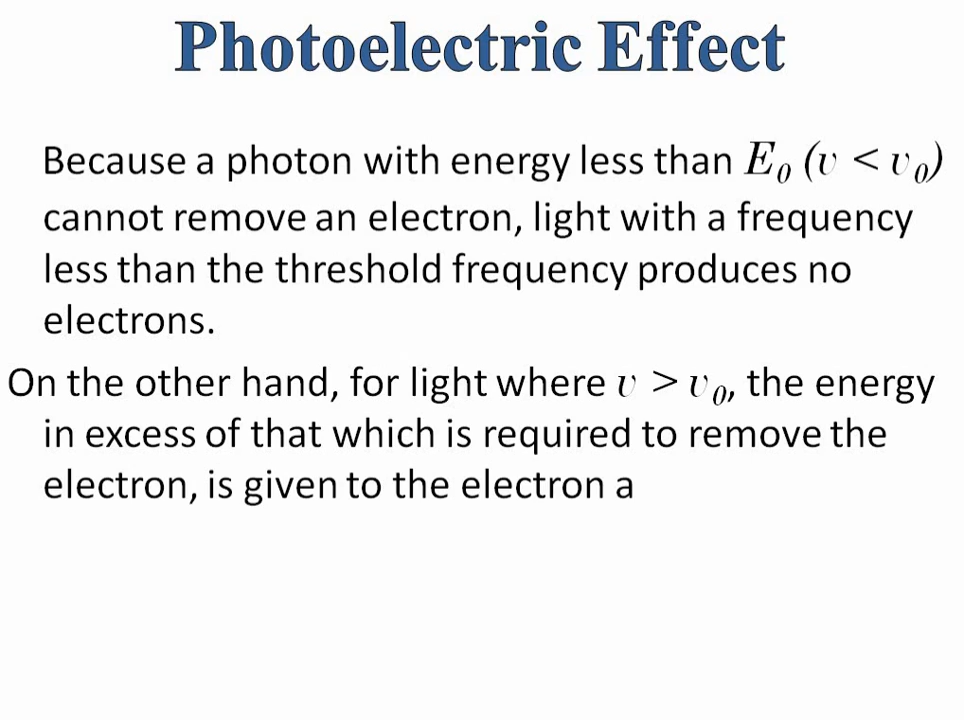 Photoelectric Effect
Because a photon with energy less than E₀ (ν < ν₀)
cannot remove an electron, light with a frequency
less than the threshold frequency produces no
electrons.
On the other hand, for light where ν > ν₀, the energy
in excess of that which is required to remove the
electron, is given to the electron a